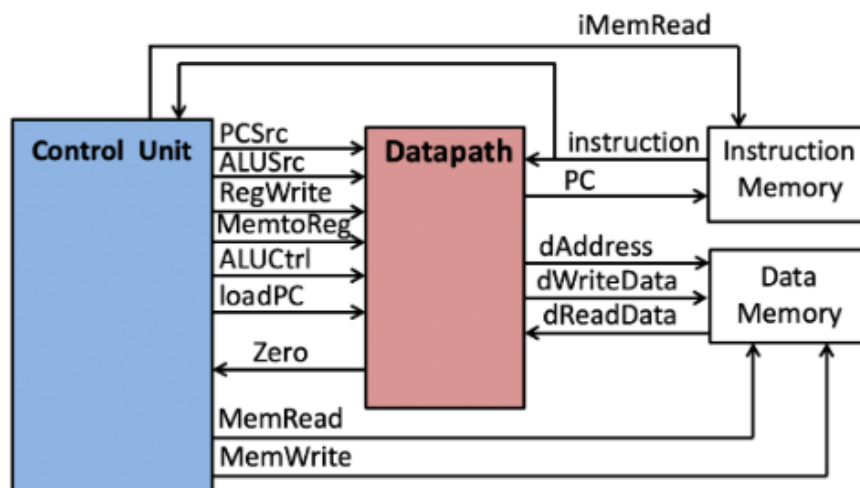 iMemRead
Control Unit
PCSrc
ALUSrc
RegWrite
MemtoReg
ALUCtrl
loadPC
Zero
MemRead
MemWrite
Datapath
instruction
PC
dAddress
dWriteData
dReadData
Instruction
Memory
Data
Memory